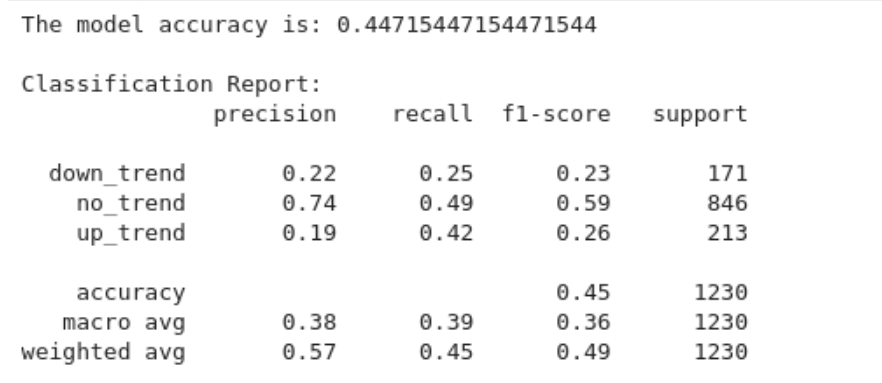 The model accuracy is: 0.44715447154471544
Classification Report:
precision recall f1-score support
down_trend 0.22 0.25 0.23 171
no_trend 0.74 0.49 0.59 846
up_trend 0.19 0.42 0.26 213
accuracy 0.45 1230
macro avg 0.38 0.39 0.36 1230
weighted avg 0.57 0.45 0.49 1230